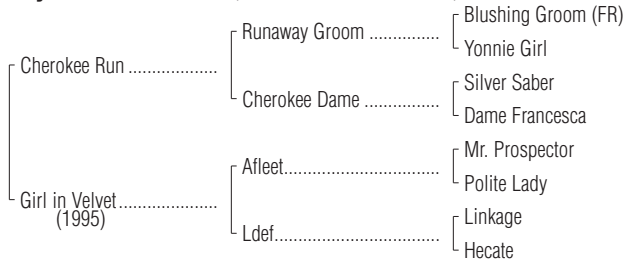 Blushing Groom (FR)
Runaway Groom ...............
Yonnie Girl
Cherokee Run ...................
Silver Saber
Cherokee Dame ................
Dame Francesca
Mr. Prospector
Afleet.................................
Polite Lady
Girl in Velvet.....................
(1995)
Linkage
Ldef...................................
Hecate